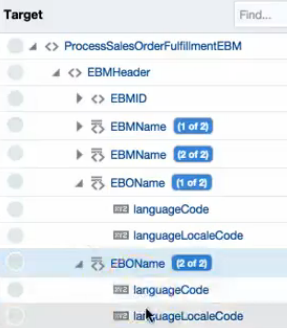 Target
Find...
ProcessSalesOrderFulfillmentEBM
EBMHeader
EBMID
EBMName (1 of 2)
EBMName (2 of 2)
EBOName (1 of 2)
languageCode
languageLocaleCode
EBOName (2 of 2)
languageCode
languageLocaleCode